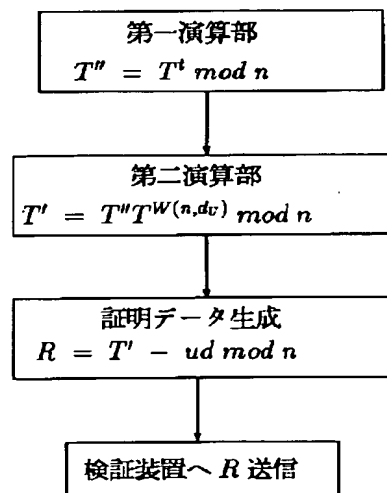 第一演算部
T'' = T^t mod n
第二演算部
T' = T''T^{W(n,d_U)} mod n
証明データ生成
R = T' − ud mod n
検証装置へ R 送信